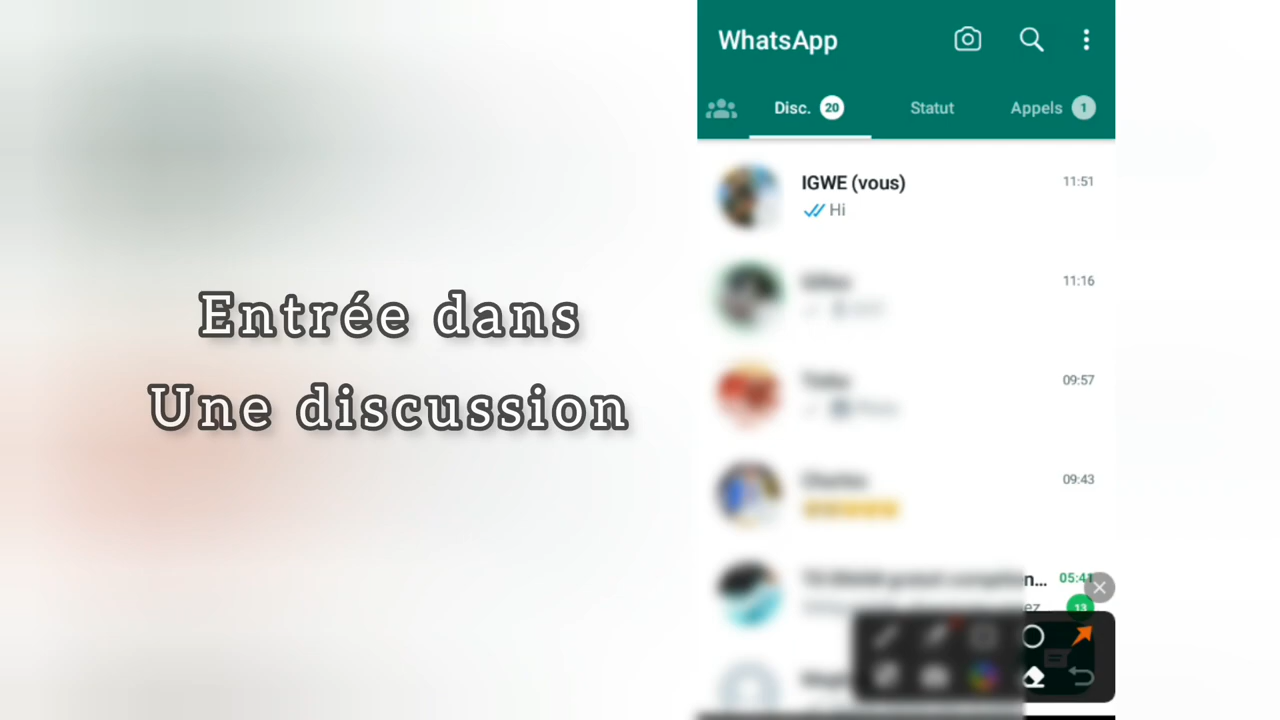 Entrée dans
Une discussion
WhatsApp
Disc. 20
Statut
Appels 1
IGWE (vous)
11:51
Hi
11:16
09:57
09:43
05:41
13